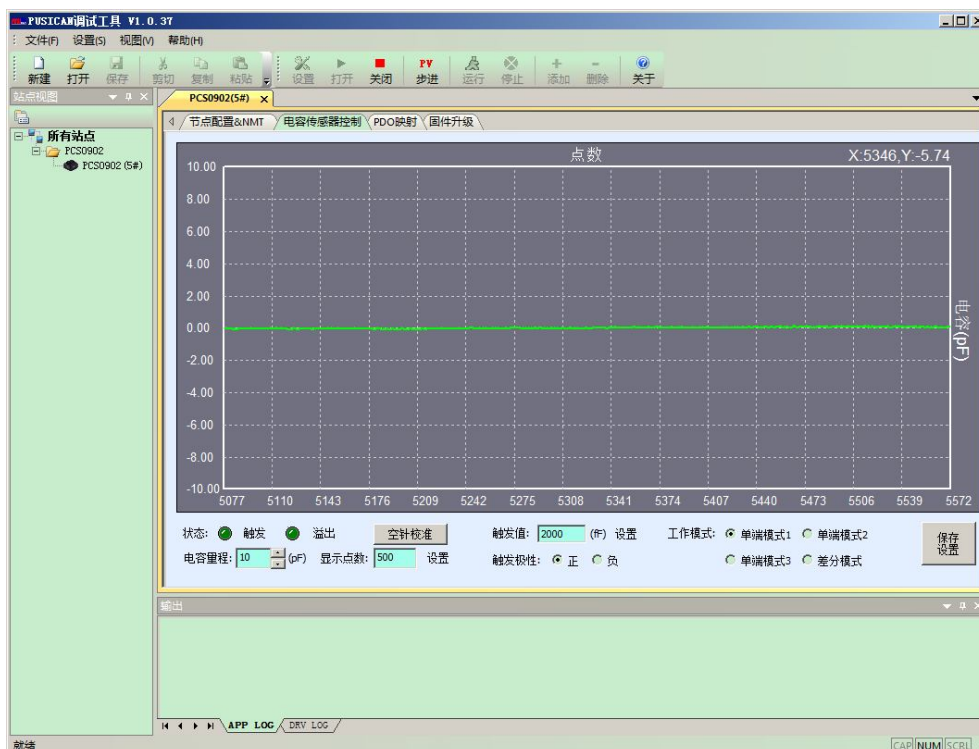 PUSICAN调试工具 V1.0.37
文件(F) 设置(S) 视图(V) 帮助(H)
新建 打开 保存 剪切 复制 粘贴 设置 打开 关闭 PV 步进 运行 停止 添加 删除 关于
站点视图
PCS0902(5#)
所有站点
PCS0902
PCS0902(5#)
节点配置&NMT 电容传感器控制 PDO映射 固件升级
点数 X:5346,Y:-5.74
10.00
8.00
6.00
4.00
2.00
0.00
-2.00
-4.00
-6.00
-8.00
-10.00
电容(pF)
5077 5110 5143 5176 5209 5242 5275 5308 5341 5374 5407 5440 5473 5506 5539 5572
状态: 触发 溢出 空针校准 触发值: 2000 (fF) 设置 工作模式: 单端模式1 单端模式2
电容量程: 10 (pF) 显示点数: 500 设置 触发极性: 正 负 单端模式3 差分模式
保存
设置
输出
APP LOG DRV LOG
就绪 CAP NUM SCRL